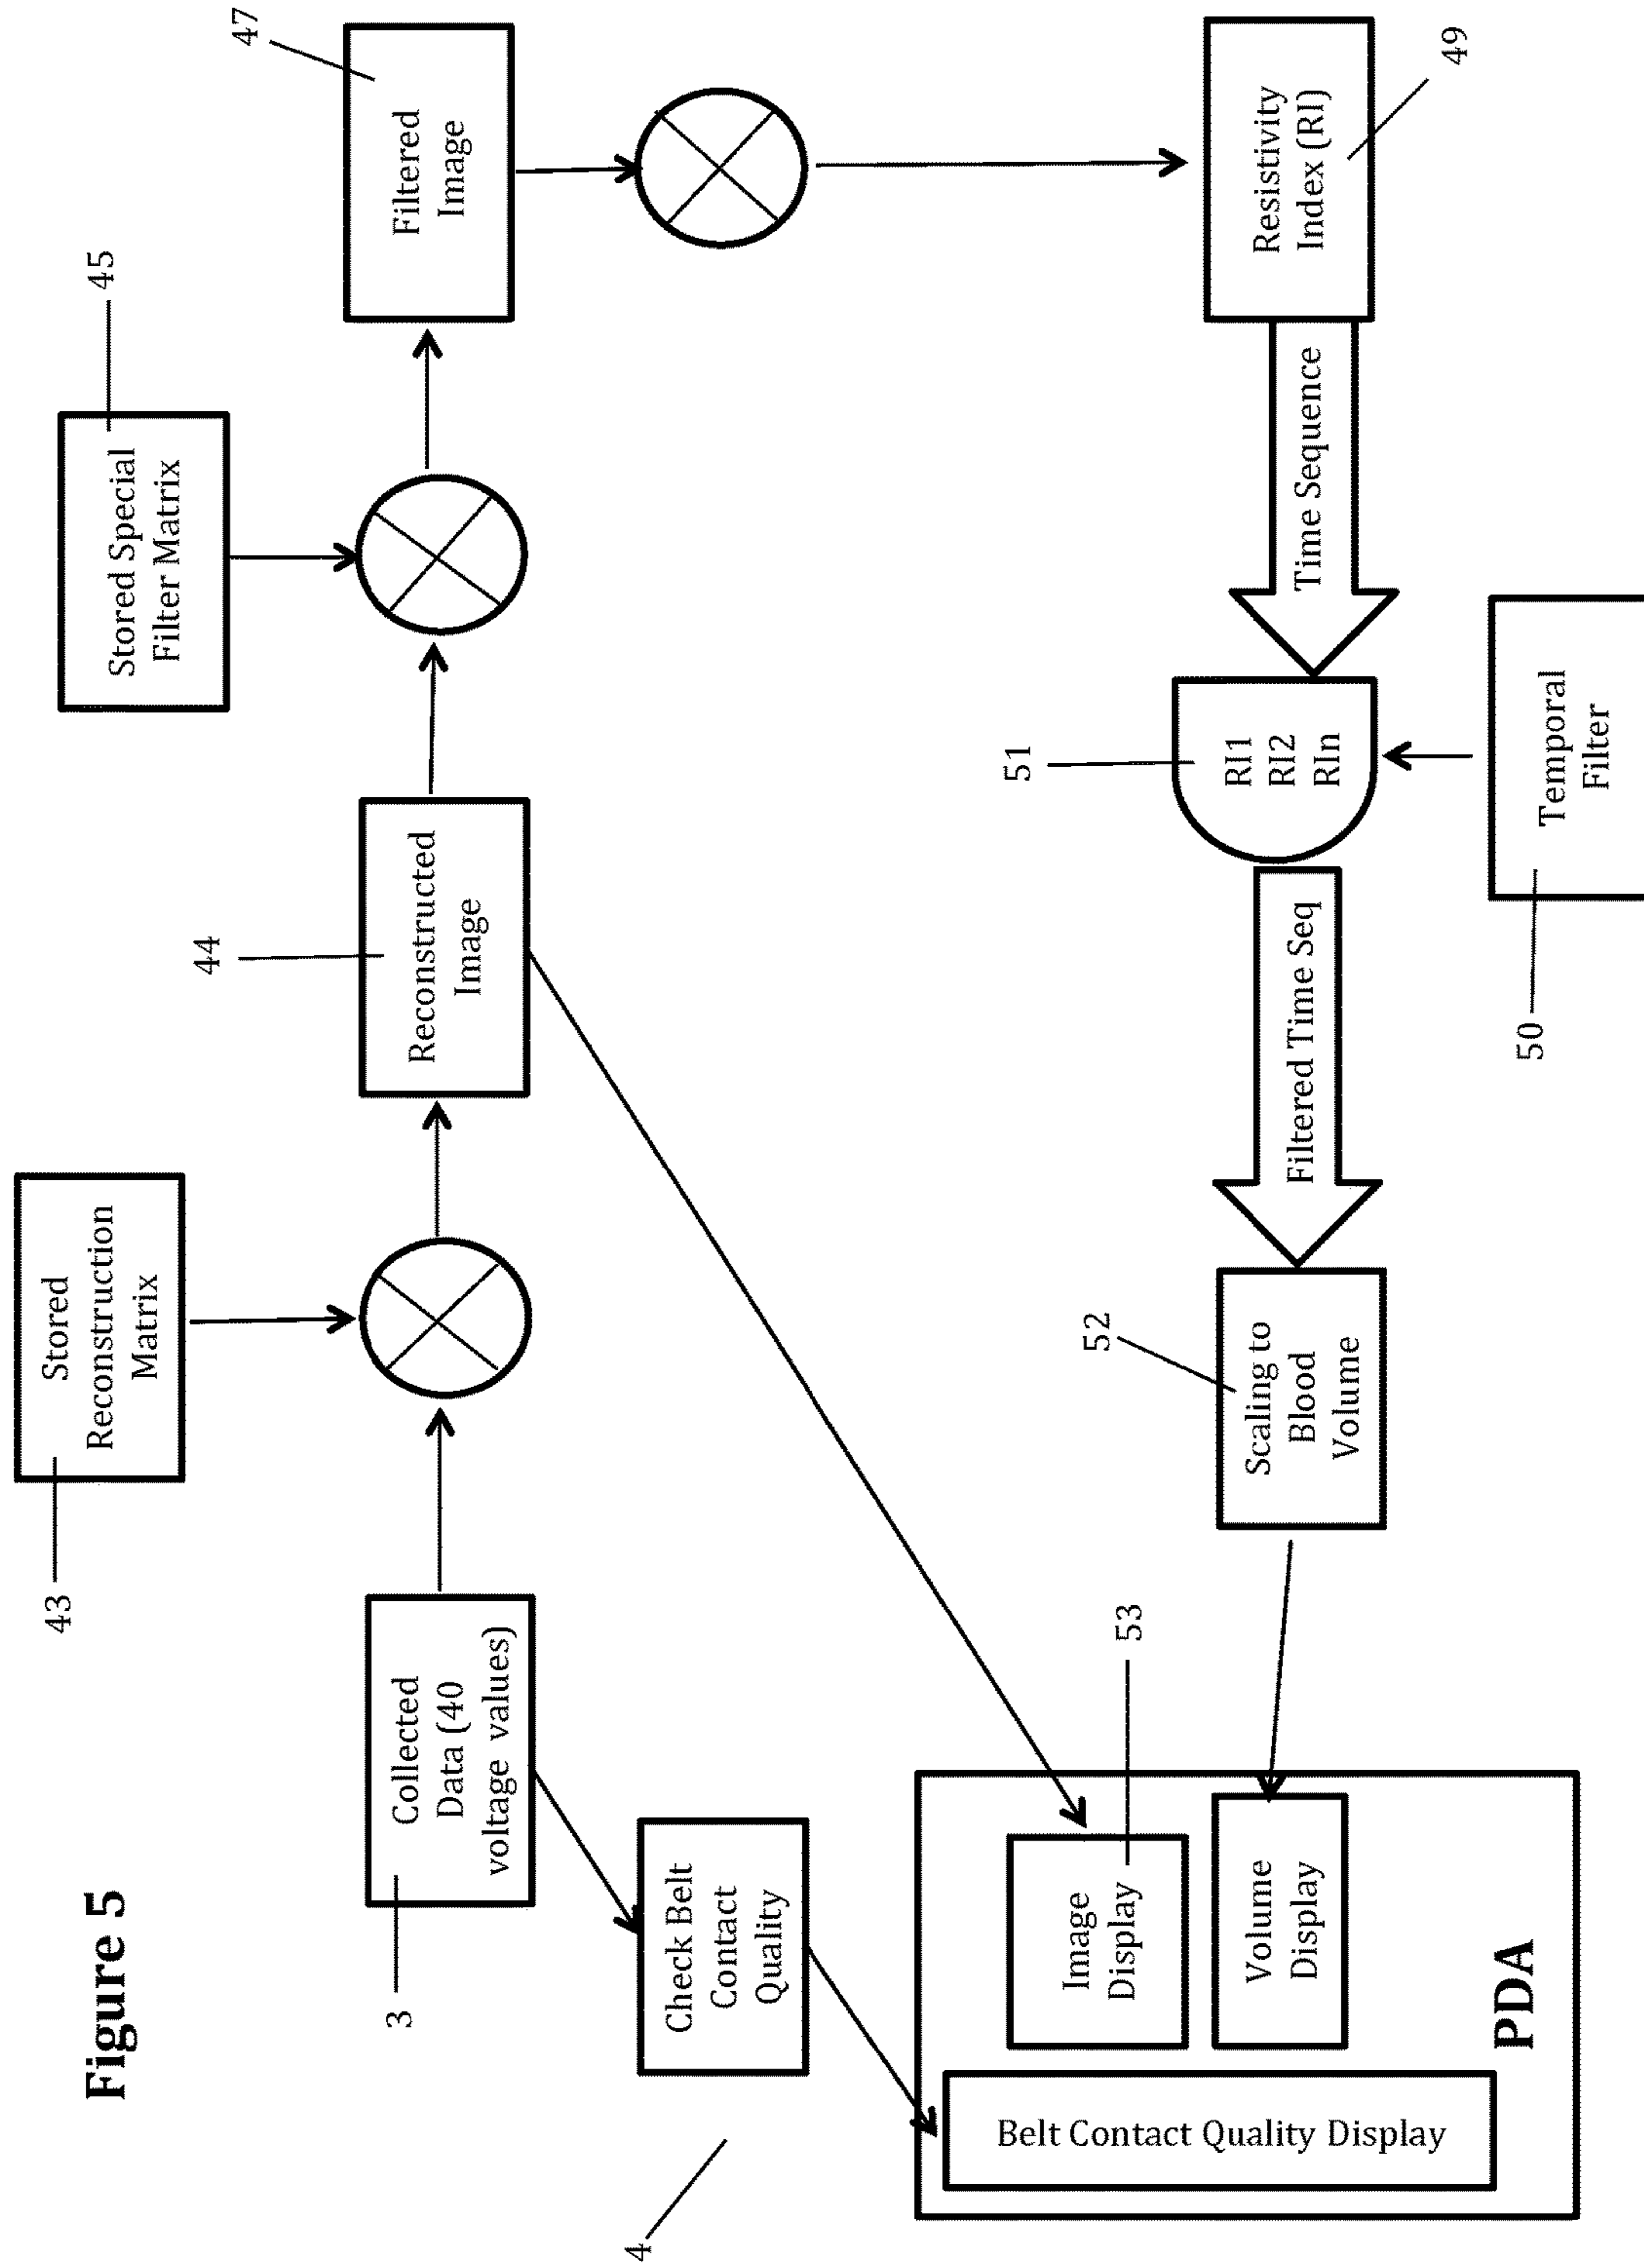 Figure 5
43
Stored
Reconstruction
Matrix
45
Stored Special
Filter Matrix
47
3
Collected
Data (40
voltage values)
44
Reconstructed
Image
Filtered
Image
Check Belt
Contact
Quality
4
Belt Contact Quality Display
Image
Display
53
Volume
Display
PDA
52
Scaling to
Blood
Volume
Filtered Time Seq
51
RI1
RI2
RIn
Time Sequence
Resistivity
Index (RI)
49
50
Temporal
Filter